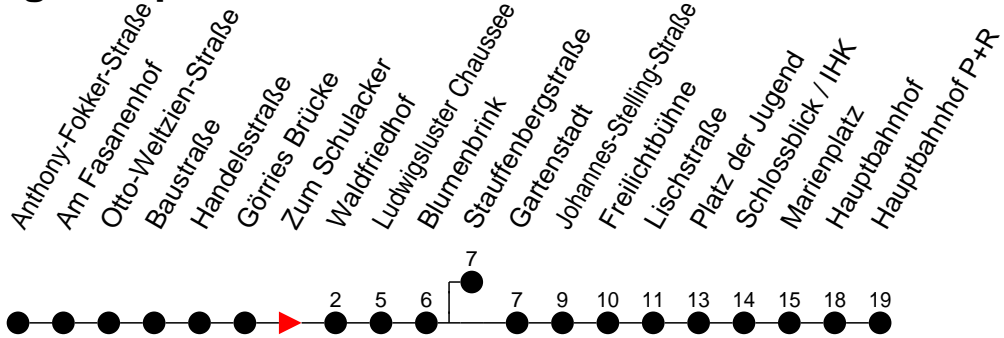 Anthony-Fokker-Straße
Am Fasanenhof
Otto-Weltzien-Straße
Baustraße
Handelsstraße
Görries Brücke
Zum Schulacker
Waldfriedhof
Ludwigsluster Chaussee
Blumenbrink
Stauffenbergstraße
Gartenstadt
Johannes-Stelling-Straße
Freilichtbühne
Lischstraße
Platz der Jugend
Schlossblick / IHK
Marienplatz
Hauptbahnhof
Hauptbahnhof P+R
7
2 5 6 7 9 10 11 13 14 15 18 19